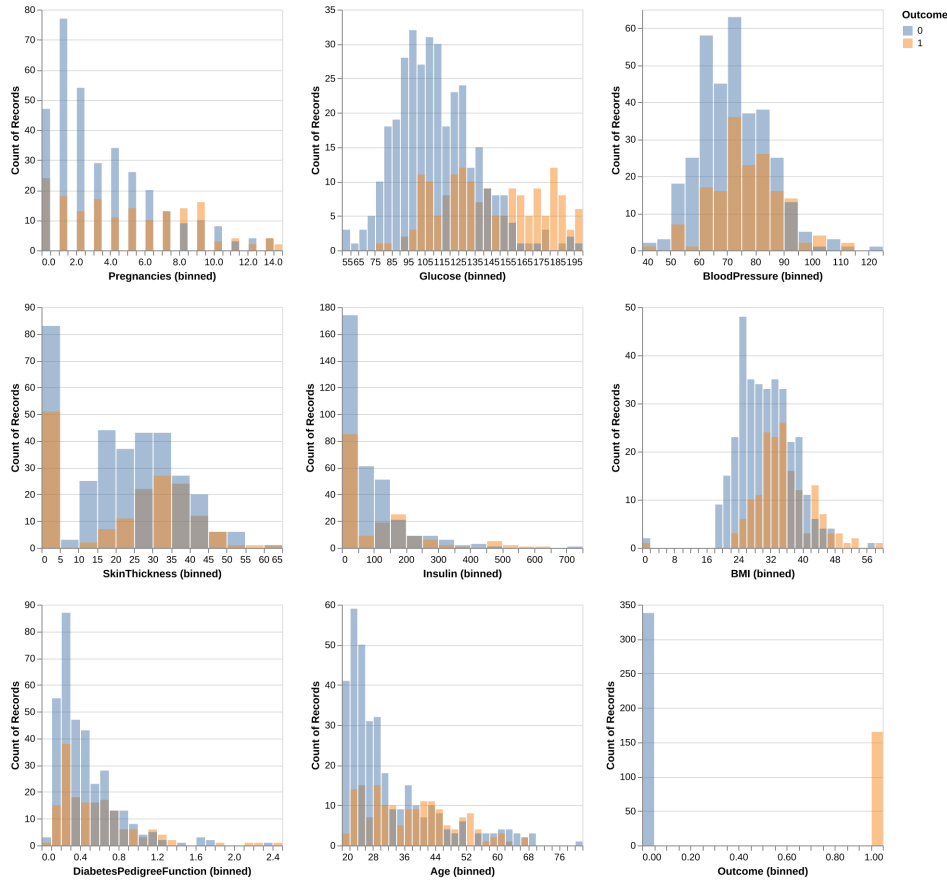 Outcome
0
1
80
70
60
50
40
30
20
10
0
Count of Records
0.0 2.0 4.0 6.0 8.0 10.0 12.0 14.0
Pregnancies (binned)
35
30
25
20
15
10
5
0
Count of Records
55 65 75 85 95 105 115 125 135 145 155 165 175 185 195
Glucose (binned)
60
50
40
30
20
10
0
Count of Records
40 50 60 70 80 90 100 110 120
BloodPressure (binned)
90
80
70
60
50
40
30
20
10
0
Count of Records
0 5 10 15 20 25 30 35 40 45 50 55 60 65
SkinThickness (binned)
180
160
140
120
100
80
60
40
20
0
Count of Records
0 100 200 300 400 500 600 700
Insulin (binned)
50
40
30
20
10
0
Count of Records
0 8 16 24 32 40 48 56
BMI (binned)
90
80
70
60
50
40
30
20
10
0
Count of Records
0.0 0.4 0.8 1.2 1.6 2.0 2.4
DiabetesPedigreeFunction (binned)
60
50
40
30
20
10
0
Count of Records
20 28 36 44 52 60 68 76
Age (binned)
350
300
250
200
150
100
50
0
Count of Records
0.00 0.20 0.40 0.60 0.80 1.00
Outcome (binned)